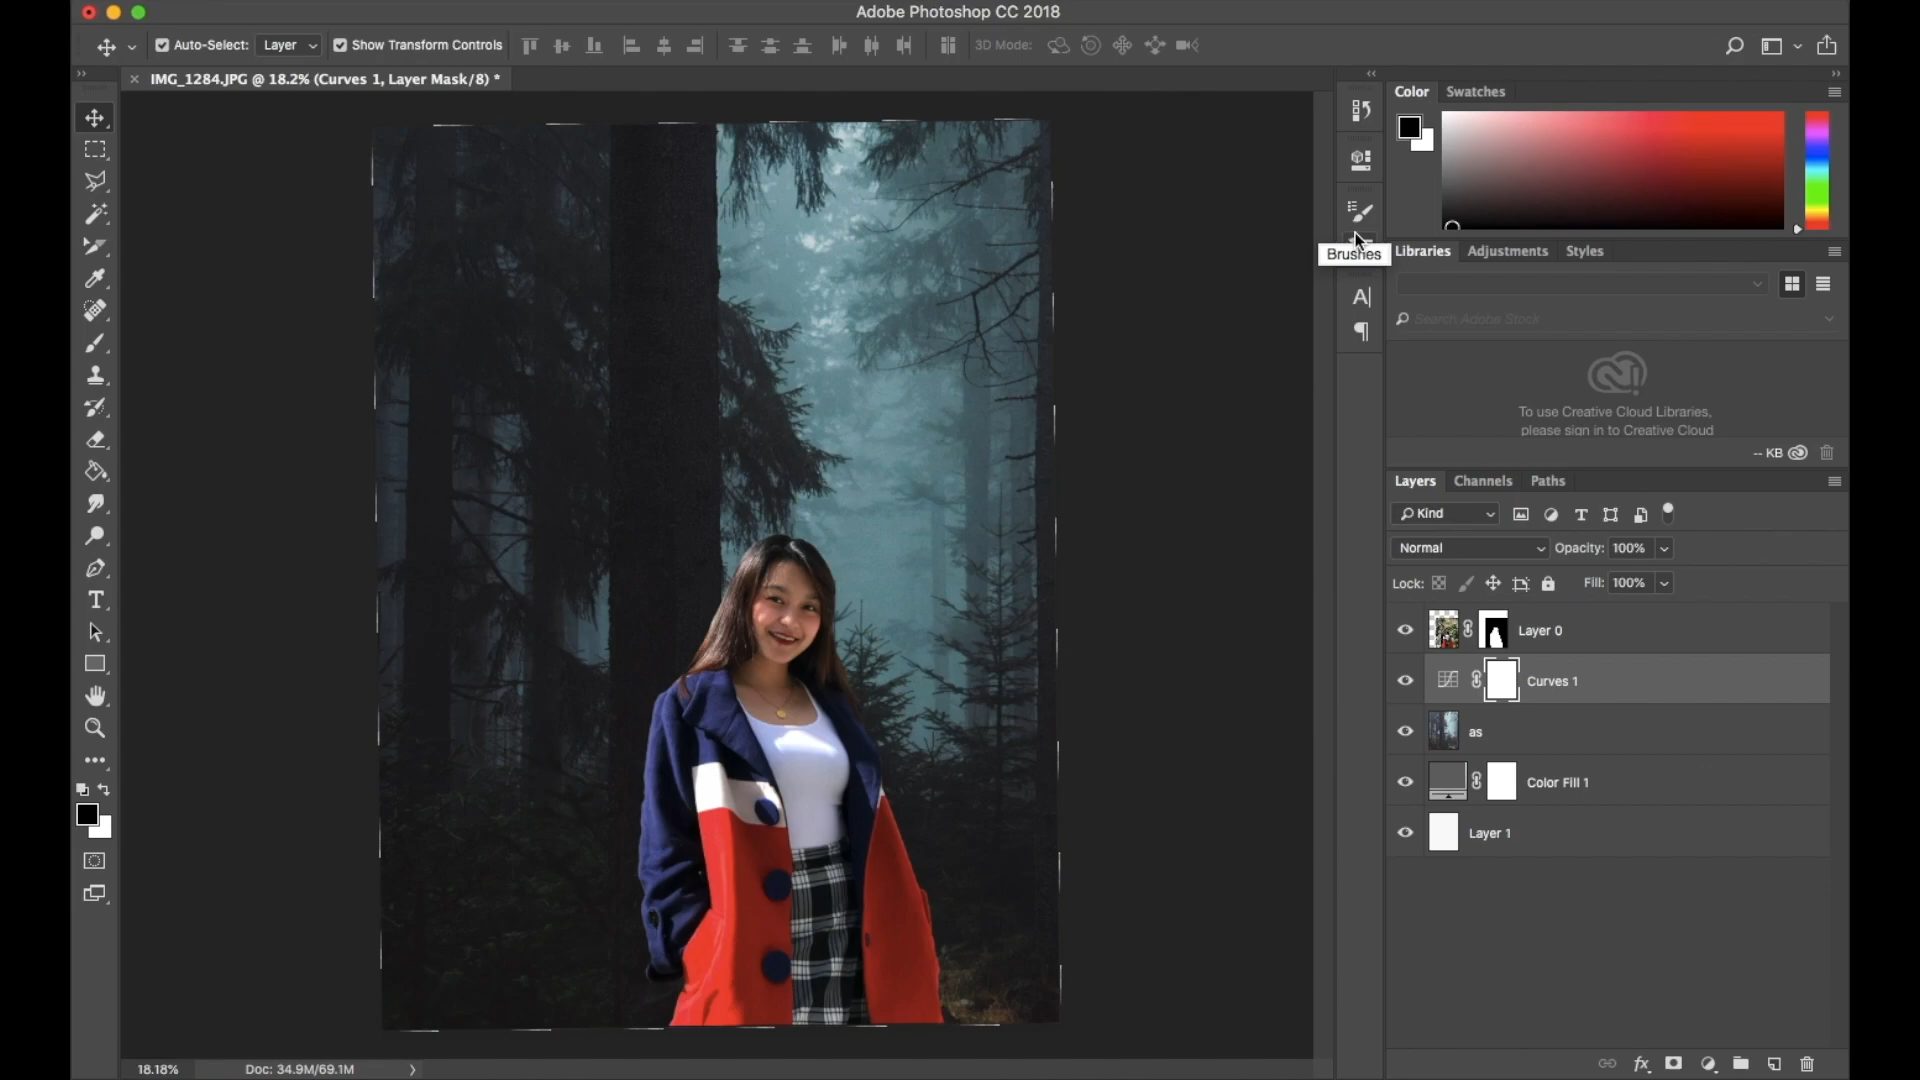 Adobe Photoshop CC 2018
Auto-Select: Layer Show Transform Controls 3D Mode:
IMG_1284.JPG @ 18.2% (Curves 1, Layer Mask/8) *
Color Swatches
Brushes
Libraries Adjustments Styles
Search Adobe Stock
To use Creative Cloud Libraries,
please sign in to Creative Cloud
-- KB
Layers Channels Paths
Kind
Normal Opacity: 100%
Lock: Fill: 100%
Layer 0
Curves 1
as
Color Fill 1
Layer 1
18.18% Doc: 34.9M/69.1M